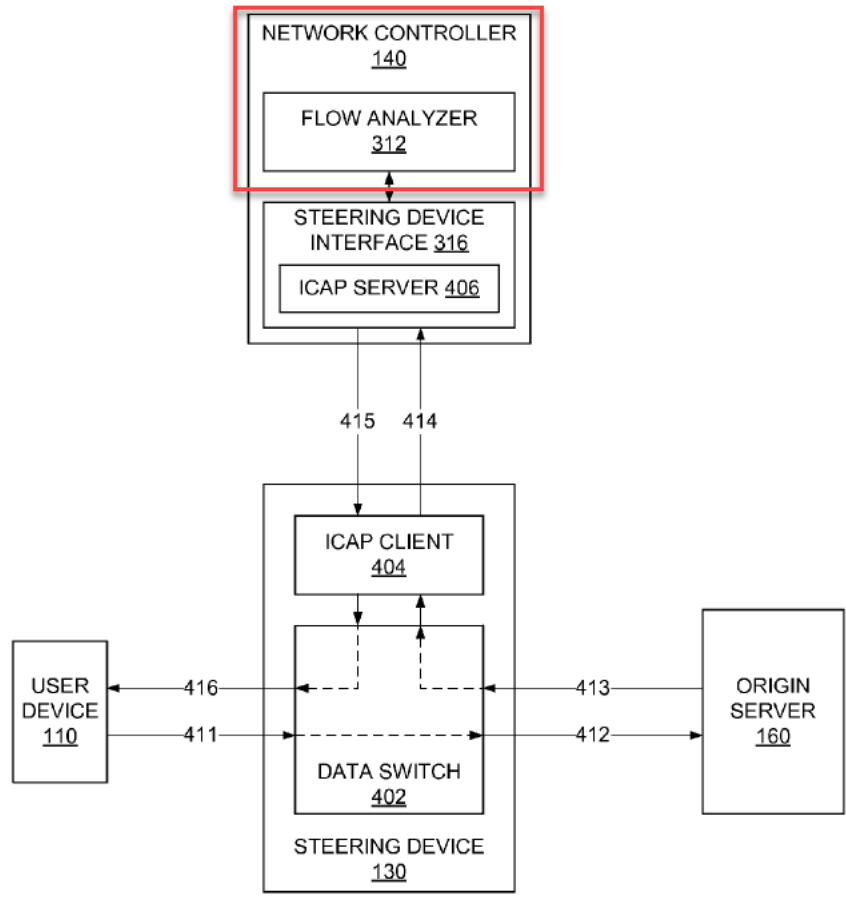 NETWORK CONTROLLER
140
FLOW ANALYZER
312
STEERING DEVICE
INTERFACE 316
ICAP SERVER 406
415
414
ICAP CLIENT
404
USER
DEVICE
110
416
411
413
412
ORIGIN
SERVER
160
DATA SWITCH
402
STEERING DEVICE
130